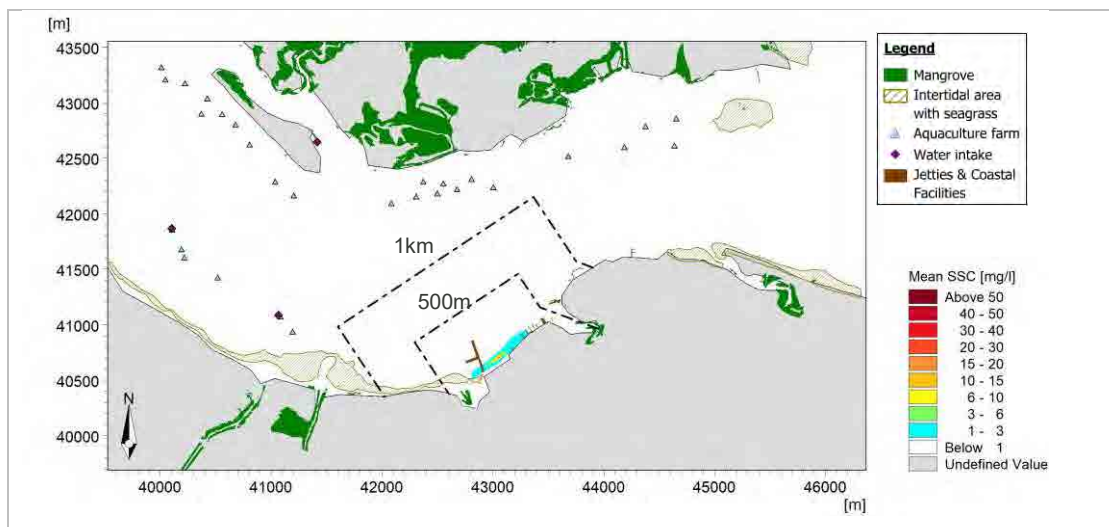 [m]
[m]
43500
43000
42500
42000
41500
41000
40500
40000
1km
500m
N
40000 41000 42000 43000 44000 45000 46000
[m]
Legend
Mangrove
Intertidal area
with seagrass
Aquaculture farm
Water intake
Jetties & Coastal
Facilities
Mean SSC [mg/l]
Above 50
40 - 50
30 - 40
20 - 30
15 - 20
10 - 15
6 - 10
3 - 6
1 - 3
Below 1
Undefined Value